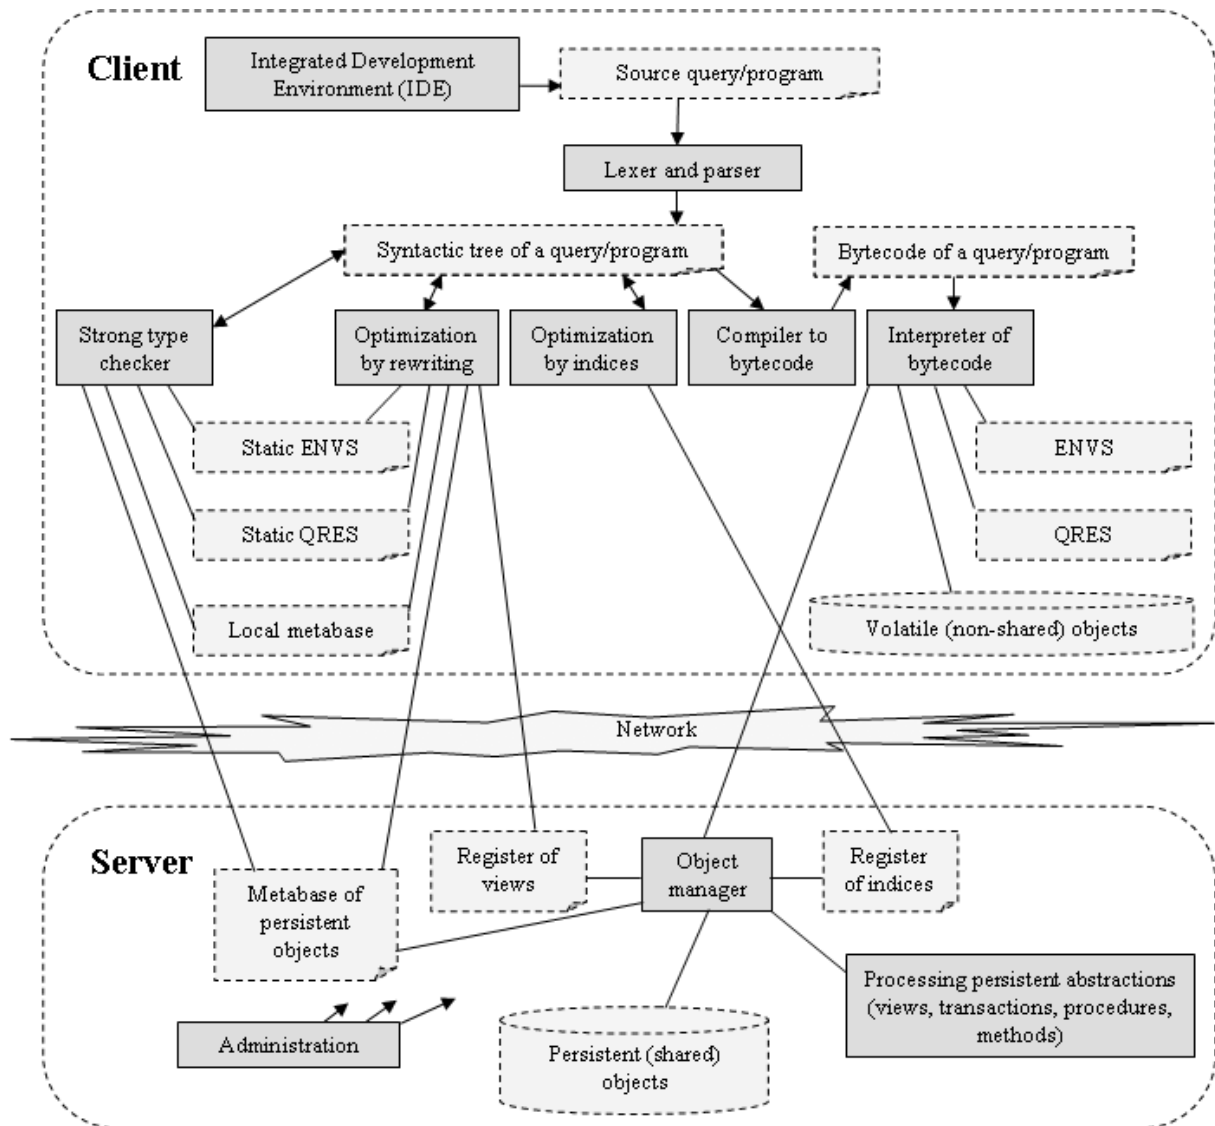 Client
Integrated Development
Environment (IDE)
Source query/program
Lexer and parser
Syntactic tree of a query/program
Bytecode of a query/program
Strong type
checker
Optimization
by rewriting
Optimization
by indices
Compiler to
bytecode
Interpreter of
bytecode
Static ENVS
ENVS
Static QRES
QRES
Local metabase
Volatile (non-shared) objects
Network
Server
Metabase of
persistent
objects
Register of
views
Object
manager
Register
of indices
Processing persistent abstractions
(views, transactions, procedures,
methods)
Administration
Persistent (shared)
objects